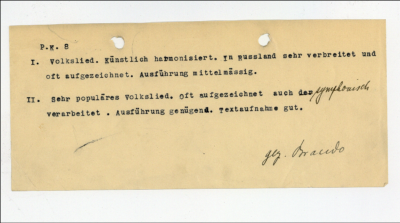 P.K. 8
I. Volkslied. Künstlich harmonisiert. In Russland sehr verbreitet und
oft aufgezeichnet. Ausführung mittelmässig.
II. Sehr populäres Volkslied. Oft aufgezeichnet auch der symphonisch
verarbeitet . Ausführung genügend. Textaufnahme gut.
gez. Brando